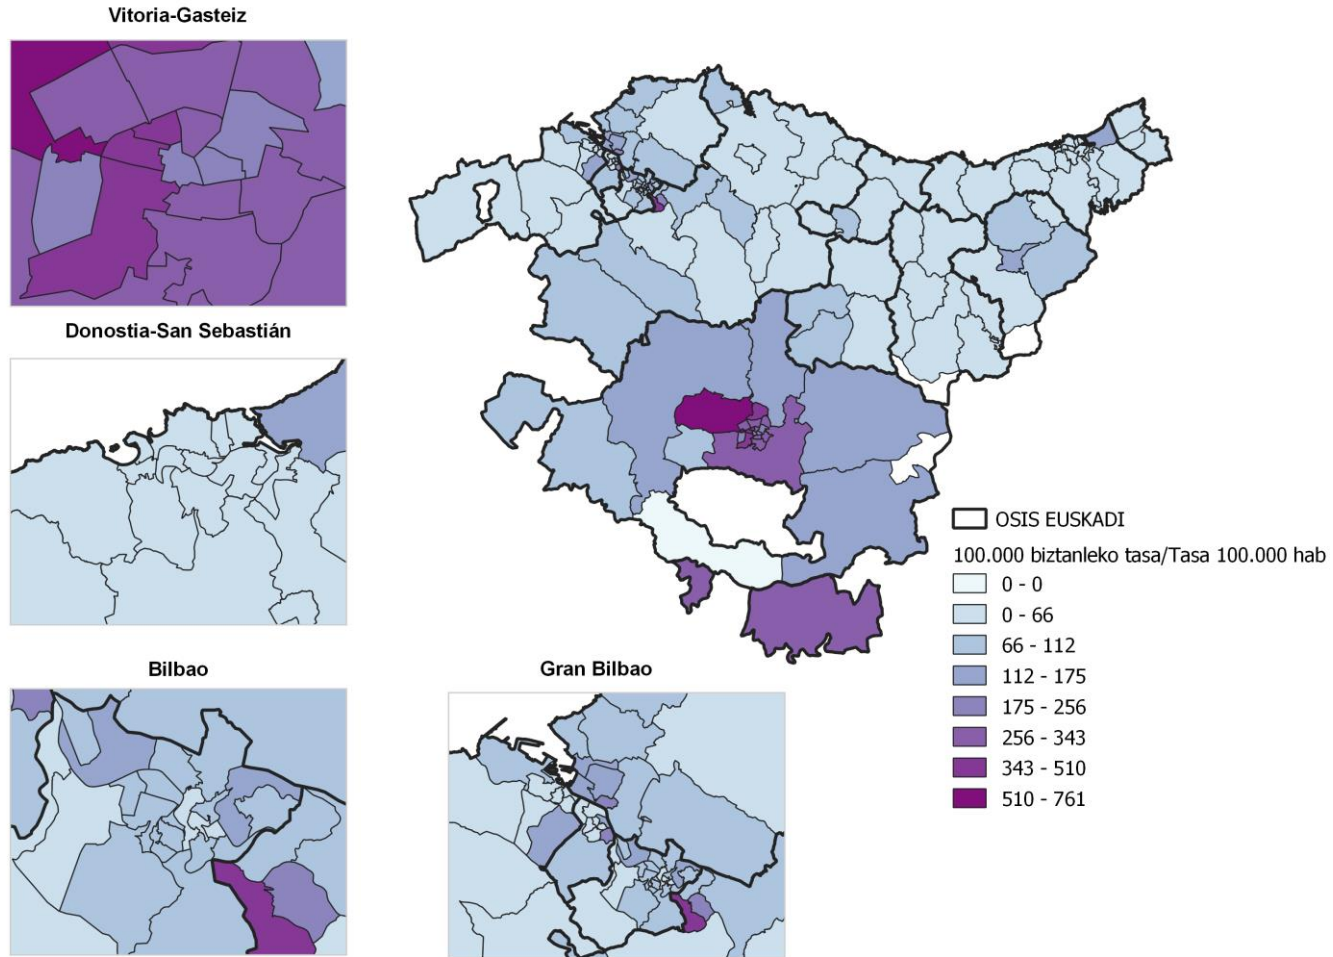 Vitoria-Gasteiz
Donostia-San Sebastián
Bilbao
Gran Bilbao
OSIS EUSKADI
100.000 biztanleko tasa/Tasa 100.000 hab
0 - 0
0 - 66
66 - 112
112 - 175
175 - 256
256 - 343
343 - 510
510 - 761